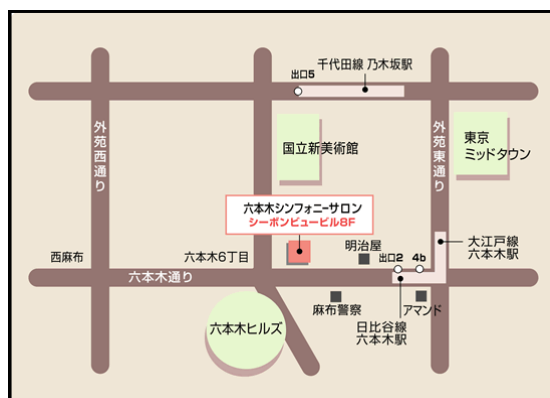 千代田線 乃木坂駅
出口5
外苑西通り
国立新美術館
外苑東通り
東京
ミッドタウン
六本木シンフォニーサロン
シーボンビュービル8F
西麻布
六本木6丁目
明治屋
出口2
4b
大江戸線
六本木駅
六本木通り
六本木ヒルズ
麻布警察
アマンド
日比谷線
六本木駅